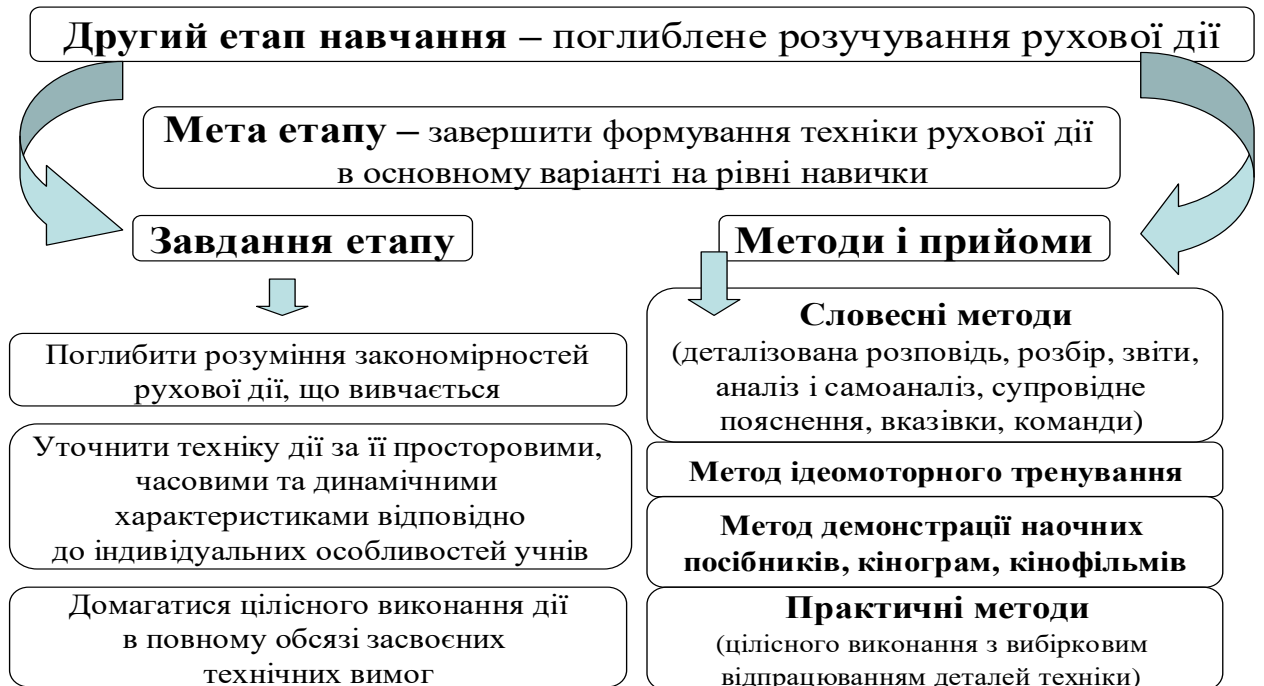 Другий етап навчання – поглиблене розучування рухової дії
Мета етапу – завершити формування техніки рухової дії
в основному варіанті на рівні навички
Завдання етапу
Поглибити розуміння закономірностей
рухової дії, що вивчається
Уточнити техніку дії за її просторовими,
часовими та динамічними
характеристиками відповідно
до індивідуальних особливостей учнів
Домагатися цілісного виконання дії
в повному обсязі засвоєних
технічних вимог
Методи і прийоми
Словесні методи
(деталізована розповідь, розбір, звіти,
аналіз і самоаналіз, супровідне
пояснення, вказівки, команди)
Метод ідеомоторного тренування
Метод демонстрації наочних
посібників, кінограм, кінофільмів
Практичні методи
(цілісного виконання з вибірковим
відпрацюванням деталей техніки)